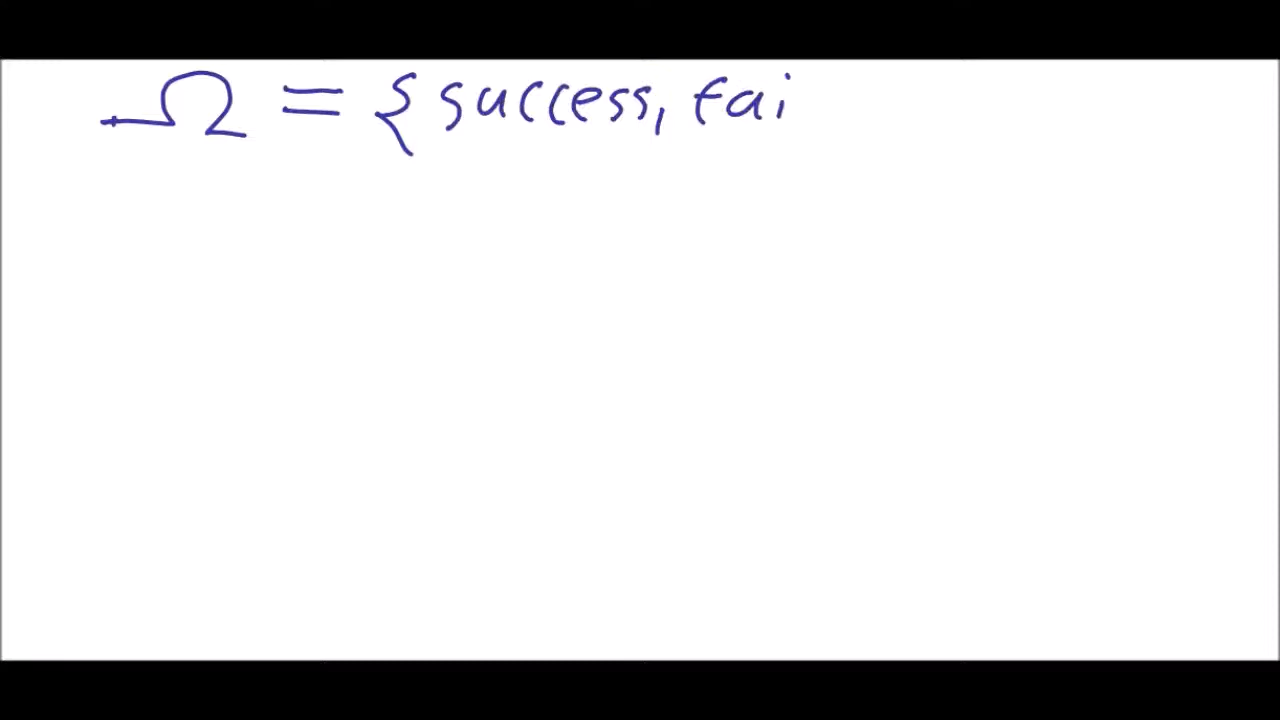 Ω = {success, fai